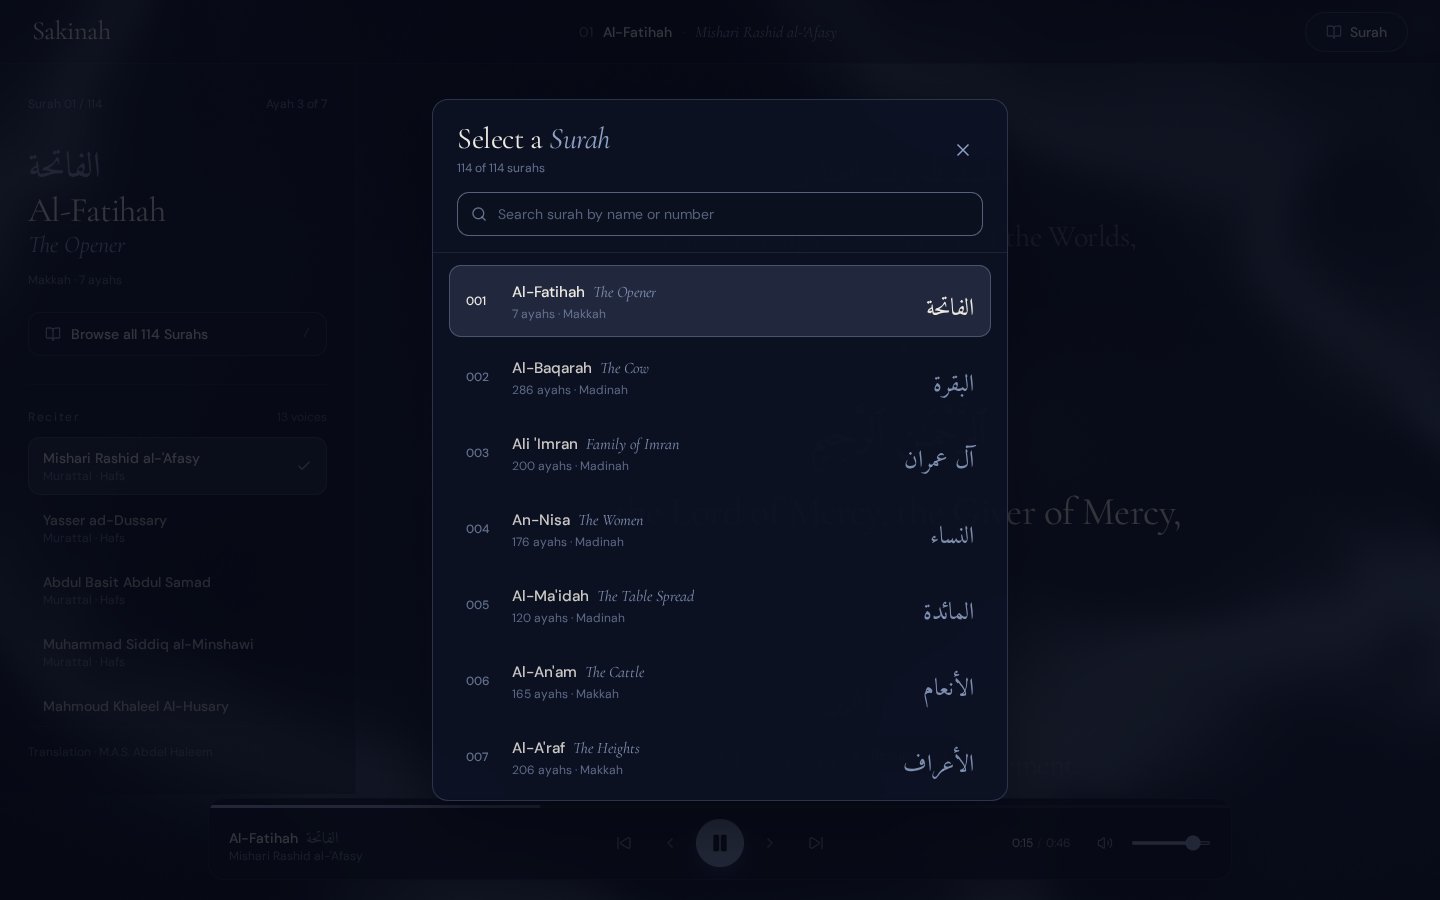 Sakinah
01 Al-Fatihah · Mishari Rashid al-'Afasy
Surah
Surah 01 / 114
Ayah 3 of 7
الفاتحة
Al-Fatihah
The Opener
Makkah · 7 ayahs
Browse all 114 Surahs /
Reciter
13 voices
Mishari Rashid al-'Afasy
Murattal · Hafs
Yasser ad-Dussary
Murattal · Hafs
Abdul Basit Abdul Samad
Murattal · Hafs
Muhammad Siddiq al-Minshawi
Murattal · Hafs
Mahmoud Khaleel Al-Husary
Translation · M.A.S. Abdel Haleem
Select a Surah
114 of 114 surahs
Search surah by name or number
001 Al-Fatihah The Opener الفاتحة
7 ayahs · Makkah
002 Al-Baqarah The Cow البقرة
286 ayahs · Madinah
003 Ali 'Imran Family of Imran آل عمران
200 ayahs · Madinah
004 An-Nisa The Women النساء
176 ayahs · Madinah
005 Al-Ma'idah The Table Spread المائدة
120 ayahs · Madinah
006 Al-An'am The Cattle الأنعام
165 ayahs · Makkah
007 Al-A'raf The Heights الأعراف
206 ayahs · Makkah
the Worlds,
the Lord of Mercy, the Giver of Mercy,
Al-Fatihah الفاتحة
Mishari Rashid al-'Afasy
0:15 / 0:46